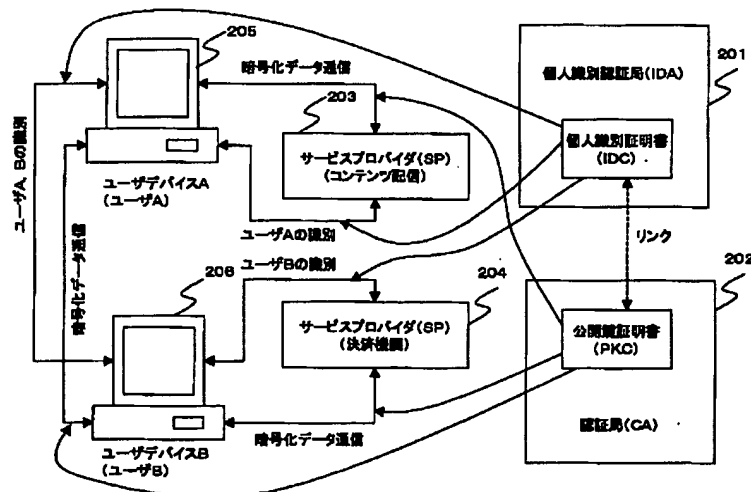 205
暗号化データ通信
203
サービスプロバイダ(SP)
(コンテンツ配信)
個人識別認証局(IDA)
201
個人識別証明書
(IDC)
ユーザA, Bの識別
ユーザデバイスA
(ユーザA)
暗号化データ通信
ユーザAの識別
ユーザBの識別
リンク
206
204
サービスプロバイダ(SP)
(決済機関)
202
公開鍵証明書
(PKC)
認証局(CA)
暗号化データ通信
ユーザデバイスB
(ユーザB)